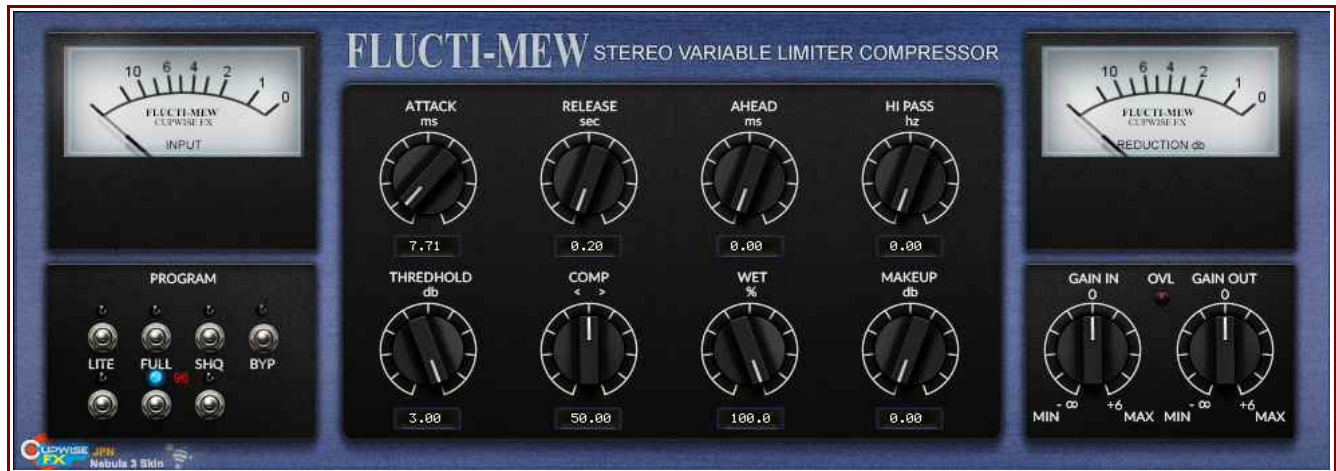 FLUCTI-MEW STEREO VARIABLE LIMITER COMPRESSOR
10 6 4 2 1 0
FLUCTI-MEW
CUPWISE FX
INPUT
10 6 4 2 1 0
FLUCTI-MEW
CUPWISE FX
REDUCTION db
ATTACK RELEASE AHEAD HI PASS
ms sec ms hz
7.71 0.20 0.00 0.00
THREDHOLD COMP WET MAKEUP
db < > % db
3.00 50.00 100.0 0.00
PROGRAM
LITE FULL SHQ BYP
96
GAIN IN OVL GAIN OUT
0 0
- ∞ +6 - ∞ +6
MIN MAX MIN MAX
CUPWISE JPN
FX Nebula 3 Skin